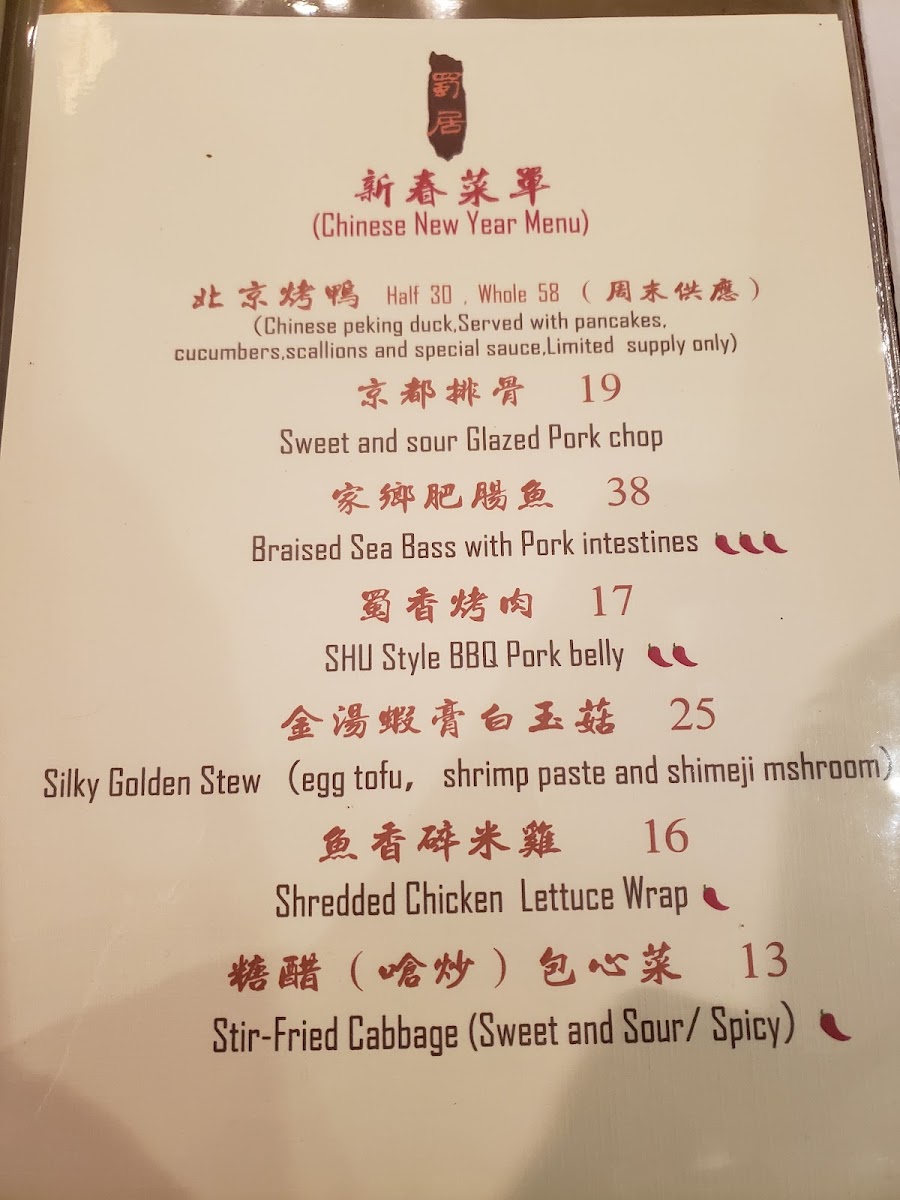 蜀居
新春菜單
(Chinese New Year Menu)
北京烤鴨 Half 30 , Whole 58 （周末供應）
(Chinese peking duck,Served with pancakes,
cucumbers,scallions and special sauce,Limited supply only)
京都排骨 19
Sweet and sour Glazed Pork chop
家鄉肥腸魚 38
Braised Sea Bass with Pork intestines
蜀香烤肉 17
SHU Style BBQ Pork belly
金湯蝦膏白玉菇 25
Silky Golden Stew （egg tofu， shrimp paste and shimeji mshroom）
魚香碎米雞 16
Shredded Chicken Lettuce Wrap
糖醋（嗆炒）包心菜 13
Stir-Fried Cabbage (Sweet and Sour/ Spicy）